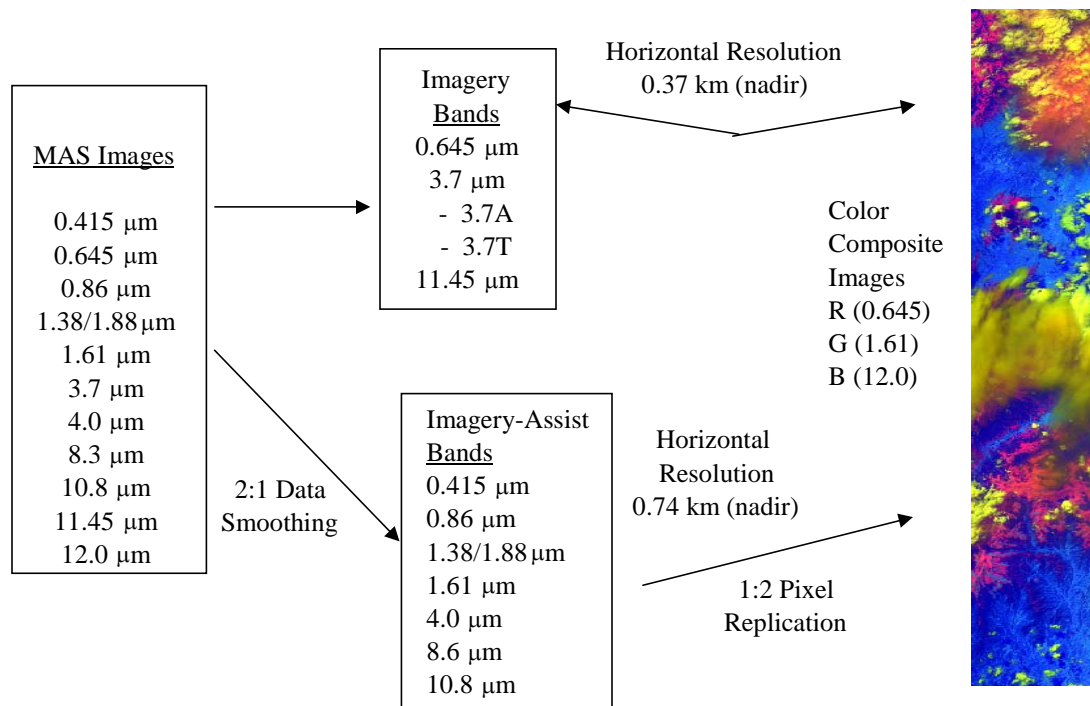 MAS Images
0.415 μm
0.645 μm
0.86 μm
1.38/1.88 μm
1.61 μm
3.7 μm
4.0 μm
8.3 μm
10.8 μm
11.45 μm
12.0 μm
Imagery
Bands
0.645 μm
3.7 μm
- 3.7A
- 3.7T
11.45 μm
Horizontal Resolution
0.37 km (nadir)
2:1 Data
Smoothing
Imagery-Assist
Bands
0.415 μm
0.86 μm
1.38/1.88 μm
1.61 μm
4.0 μm
8.6 μm
10.8 μm
Horizontal
Resolution
0.74 km (nadir)
1:2 Pixel
Replication
Color
Composite
Images
R (0.645)
G (1.61)
B (12.0)